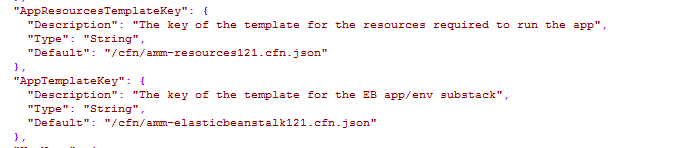 "AppResourcesTemplateKey": {
"Description": "The key of the template for the resources required to run the app",
"Type": "String",
"Default": "/cfn/amm-resources121.cfn.json"
},
"AppTemplateKey": {
"Description": "The key of the template for the EB app/env substack",
"Type": "String",
"Default": "/cfn/amm-elasticbeanstalk121.cfn.json"
},